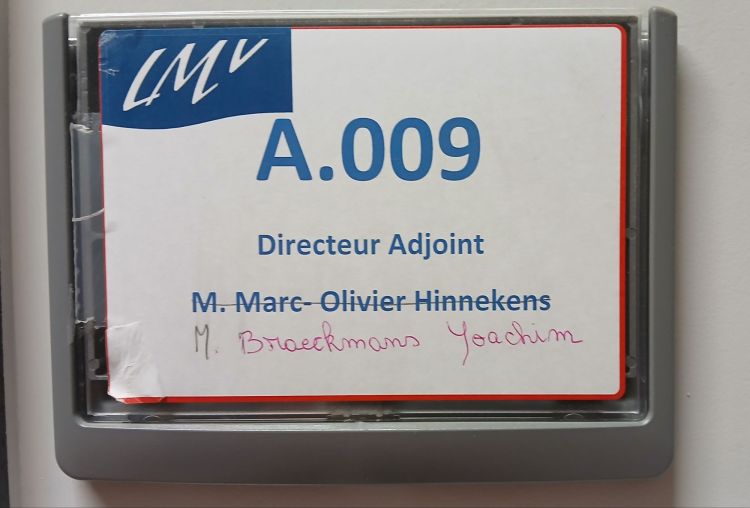 LMV
A.009
Directeur Adjoint
M. Marc- Olivier Hinnekens
M. Braeckmans Yoachim